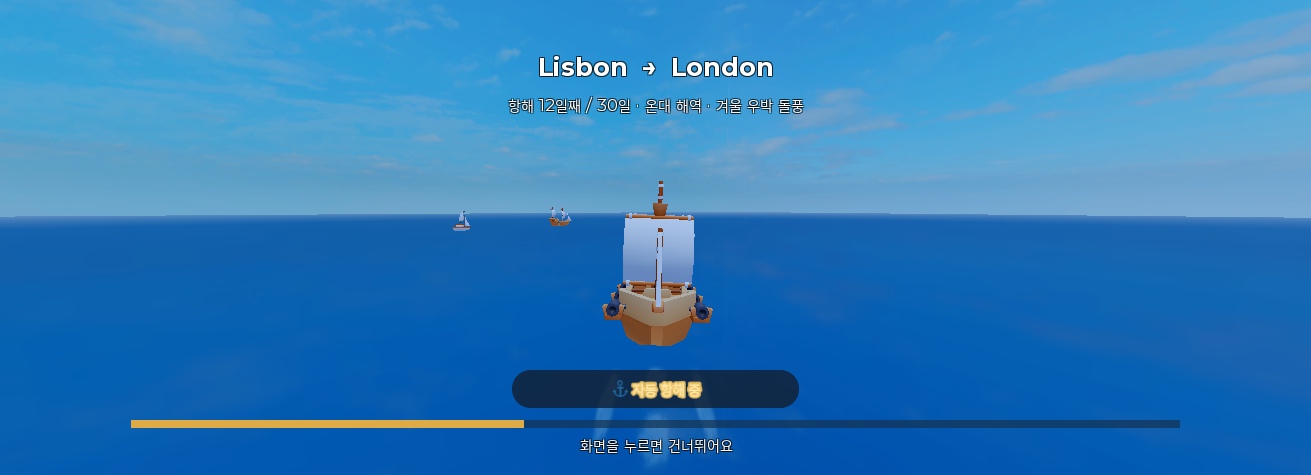 Lisbon → London
항해 12일째 / 30일 · 온대 해역 · 겨울 우박 돌풍
⚓ 자동 항해 중
화면을 누르면 건너뛰어요